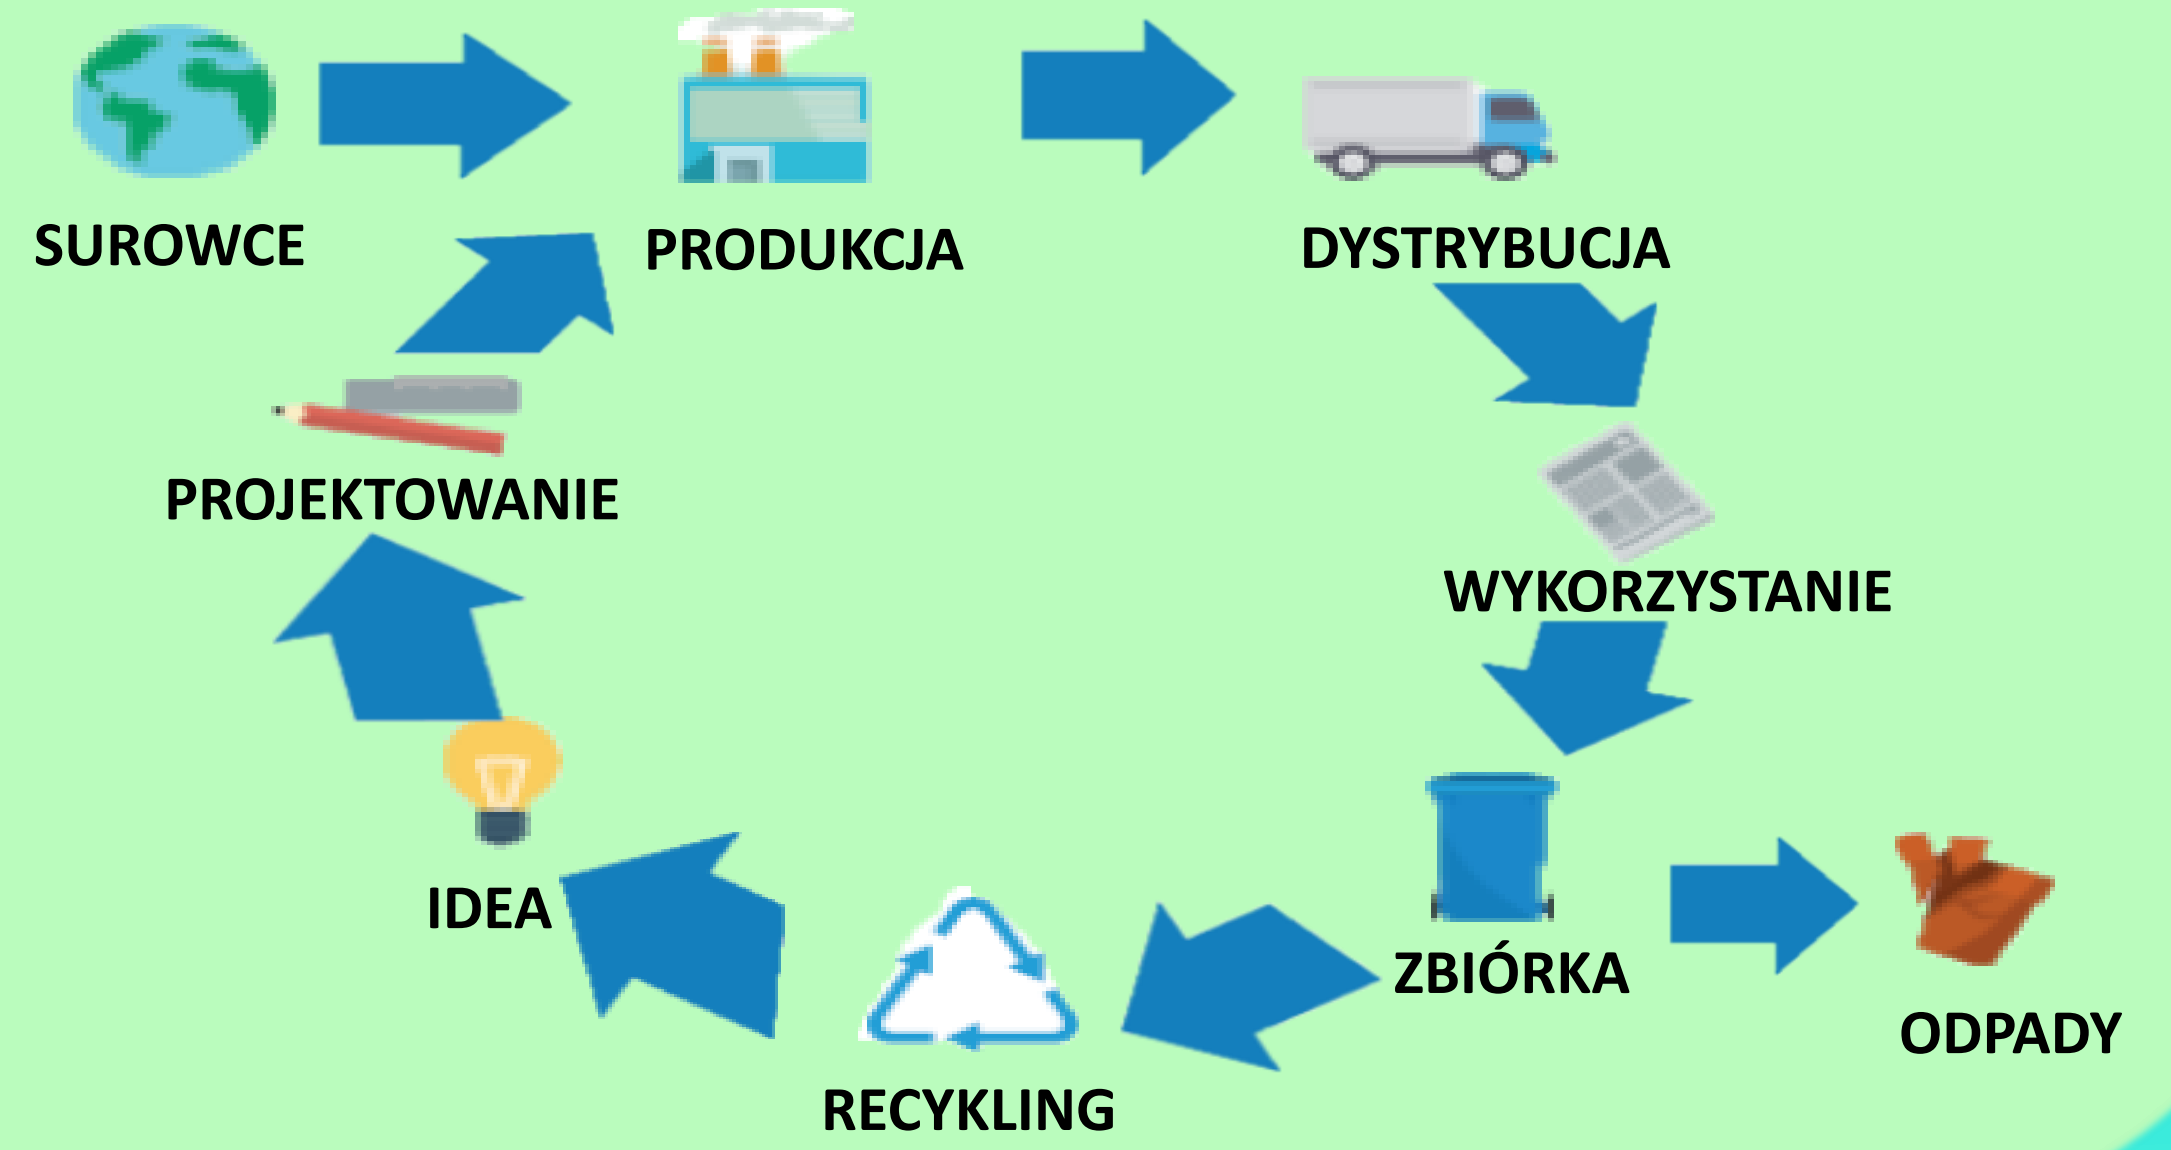 SUROWCE
PRODUKCJA
DYSTRYBUCJA
PROJEKTOWANIE
WYKORZYSTANIE
IDEA
ZBIÓRKA
ODPADY
RECYKLING